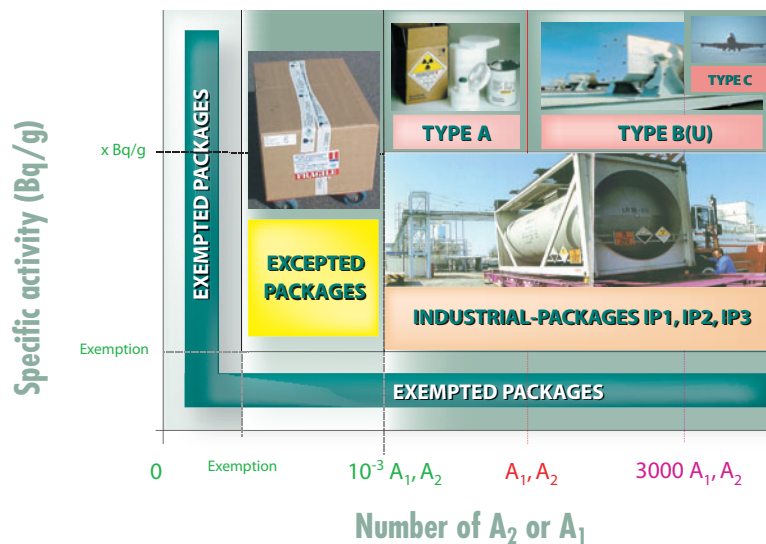 TYPE C
TYPE A
TYPE B(U)
x Bq/g
EXEMPTED PACKAGES
Specific activity (Bq/g)
FRAGILE
EXCEPTED
PACKAGES
INDUSTRIAL-PACKAGES IP1, IP2, IP3
Exemption
EXEMPTED PACKAGES
0
Exemption
10⁻³ A₁, A₂
A₁, A₂
3000 A₁, A₂
Number of A₂ or A₁